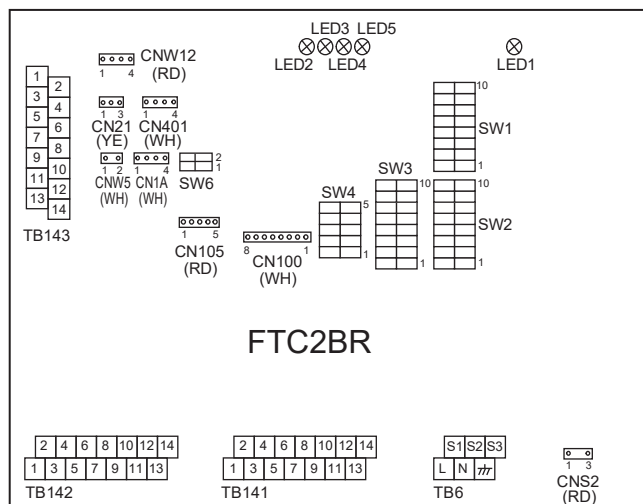 LED3 LED5
LED2 LED4
LED1
CNW12
1 4
(RD)
1
2
3
4
5
6
7
8
9
10
11
12
13
14
TB143
1 3
CN21
(YE)
1 4
CN401
(WH)
1 2
CNW5
(WH)
1 4
CN1A
(WH)
2
1
SW6
1 5
CN105
(RD)
8 1
CN100
(WH)
SW4
5
1
SW3
10
1
10
SW1
1
10
SW2
1
FTC2BR
2 4 6 8 10 12 14
1 3 5 7 9 11 13
TB142
2 4 6 8 10 12 14
1 3 5 7 9 11 13
TB141
S1 S2 S3
L N
TB6
1 3
CNS2
(RD)